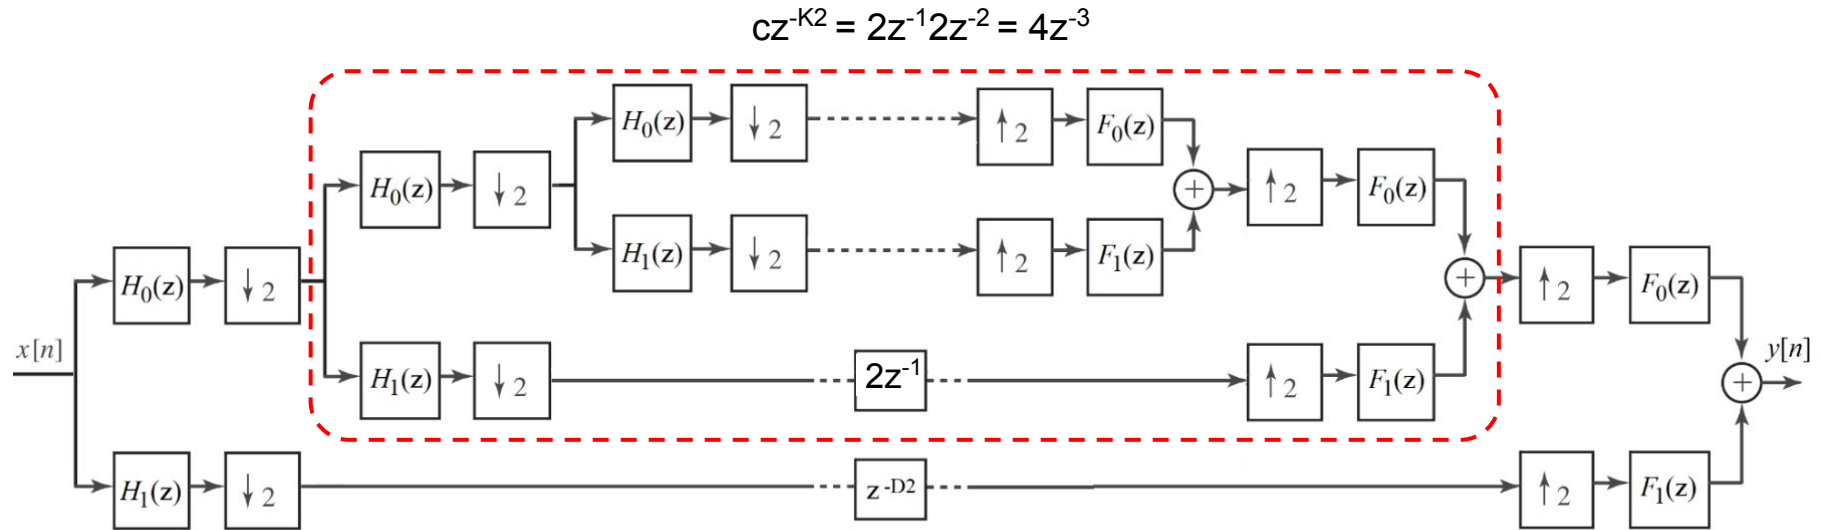 cz^-K2 = 2z^-1 2z^-2 = 4z^-3
H₀(z) ↓2 ↑2 F₀(z)
H₀(z) ↓2 ↑2 F₀(z)
+
H₁(z) ↓2 ↑2 F₁(z)
H₀(z) ↓2 + ↑2 F₀(z)
x[n] y[n]
H₁(z) ↓2 2z^-1 ↑2 F₁(z)
+
H₁(z) ↓2 z^-D2 ↑2 F₁(z)